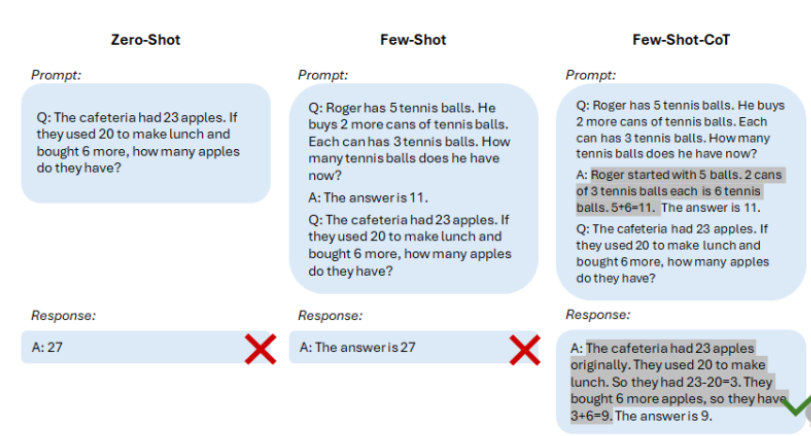 Zero-Shot
Prompt:
Q: The cafeteria had 23 apples. If
they used 20 to make lunch and
bought 6 more, how many apples
do they have?
Response:
A: 27
Few-Shot
Prompt:
Q: Roger has 5 tennis balls. He
buys 2 more cans of tennis balls.
Each can has 3 tennis balls. How
many tennis balls does he have
now?
A: The answer is 11.
Q: The cafeteria had 23 apples. If
they used 20 to make lunch and
bought 6 more, how many apples
do they have?
Response:
A: The answer is 27
Few-Shot-CoT
Prompt:
Q: Roger has 5 tennis balls. He buys
2 more cans of tennis balls. Each
can has 3 tennis balls. How many
tennis balls does he have now?
A: Roger started with 5 balls. 2 cans
of 3 tennis balls each is 6 tennis
balls. 5+6=11. The answer is 11.
Q: The cafeteria had 23 apples. If
they used 20 to make lunch and
bought 6 more, how many apples
do they have?
Response:
A: The cafeteria had 23 apples
originally. They used 20 to make
lunch. So they had 23-20=3. They
bought 6 more apples, so they have
3+6=9. The answer is 9.